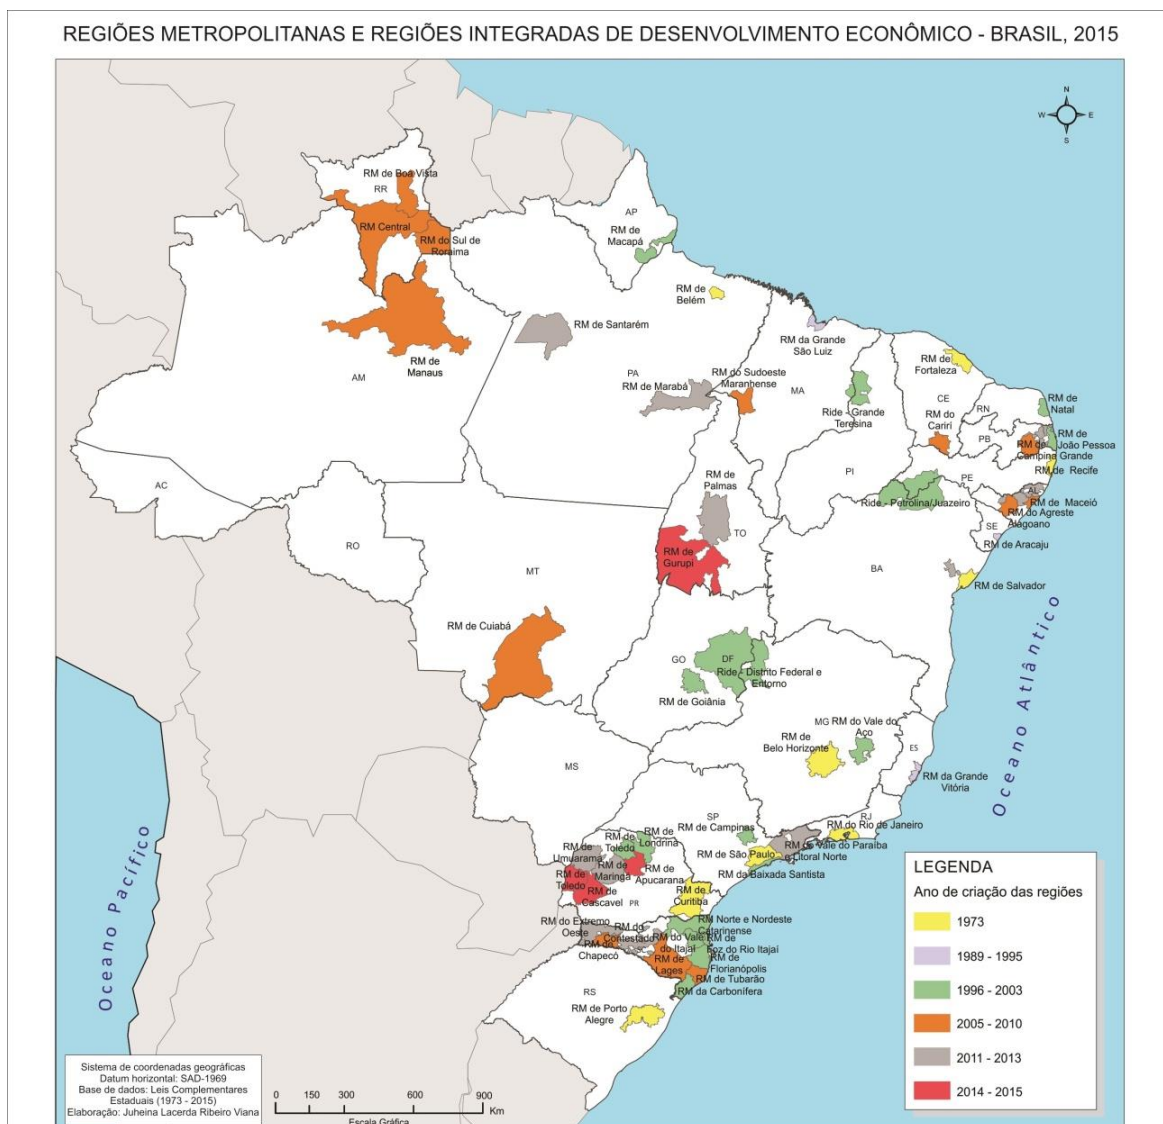 REGIÕES METROPOLITANAS E REGIÕES INTEGRADAS DE DESENVOLVIMENTO ECONÔMICO - BRASIL, 2015
N
W
E
S
RM de Boa Vista
RR
RM Central
RM do Sul de
Roraima
AP
RM de
Macapá
RM de
Belém
RM de Santarém
RM de
Manaus
AM
PA
RM de Marabá
RM do Sudoeste
Maranhense
MA
RM da Grande
São Luiz
RM de
Fortaleza
CE
Ride - Grande
Teresina
RM do
Cariri
RN
RM de
Natal
PB
RM de
João Pessoa
RM de
Campina Grande
RM de Recife
PI
PE
Ride - Petrolina/Juazeiro
AL
RM de Maceió
RM do Agreste
Alagoano
SE
RM de Aracaju
AC
RO
RM de
Palmas
TO
RM de
Gurupi
MT
BA
RM de Salvador
RM de Cuiabá
GO
DF
Ride - Distrito Federal e
Entorno
RM de Goiânia
MG
RM do Vale do
Aço
RM de
Belo Horizonte
ES
RM da Grande
Vitória
MS
SP
RJ
RM do Rio de Janeiro
RM de Campinas
RM do Vale do Paraíba
e Litoral Norte
RM de São Paulo
RM da Baixada Santista
RM de
Toledo
RM de
Londrina
RM de
Umuarama
RM de
Maringá
RM de
Apucarana
RM de
Toledo
RM de
Cascavel
PR
RM de
Curitiba
RM do Extremo
Oeste
RM do
Contestado
RM Norte e Nordeste
Catarinense
RM de
Chapecó
SC
RM do Vale
do Itajaí
RM de
Foz do Rio Itajaí
RM de
Lages
RM de
Florianópolis
RM de Tubarão
RM da Carbonífera
RS
RM de Porto
Alegre
Oceano Atlântico
Oceano Pacífico
LEGENDA
Ano de criação das regiões
1973
1989 - 1995
1996 - 2003
2005 - 2010
2011 - 2013
2014 - 2015
Sistema de coordenadas geográficas
Datum horizontal: SAD-1969
Base de dados: Leis Complementares
Estaduais (1973 - 2015)
Elaboração: Juheina Lacerda Ribeiro Viana
0 150 300 600 900
Km
Escala Gráfica